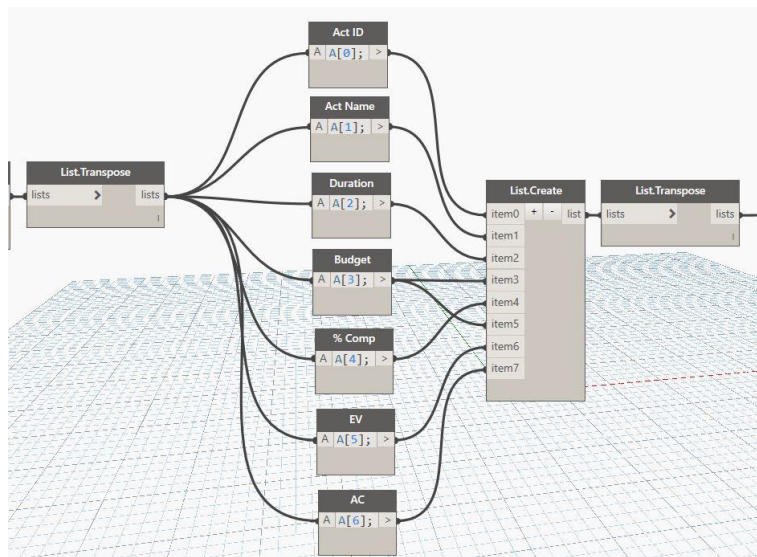 Act ID
A A[0]; >
Act Name
A A[1]; >
List.Transpose
lists > lists
l
Duration
A A[2]; >
Budget
A A[3]; >
% Comp
A A[4]; >
EV
A A[5]; >
AC
A A[6]; >
List.Create
item0 + - list
item1
item2
item3
item4
item5
item6
item7
List.Transpose
lists > lists
l